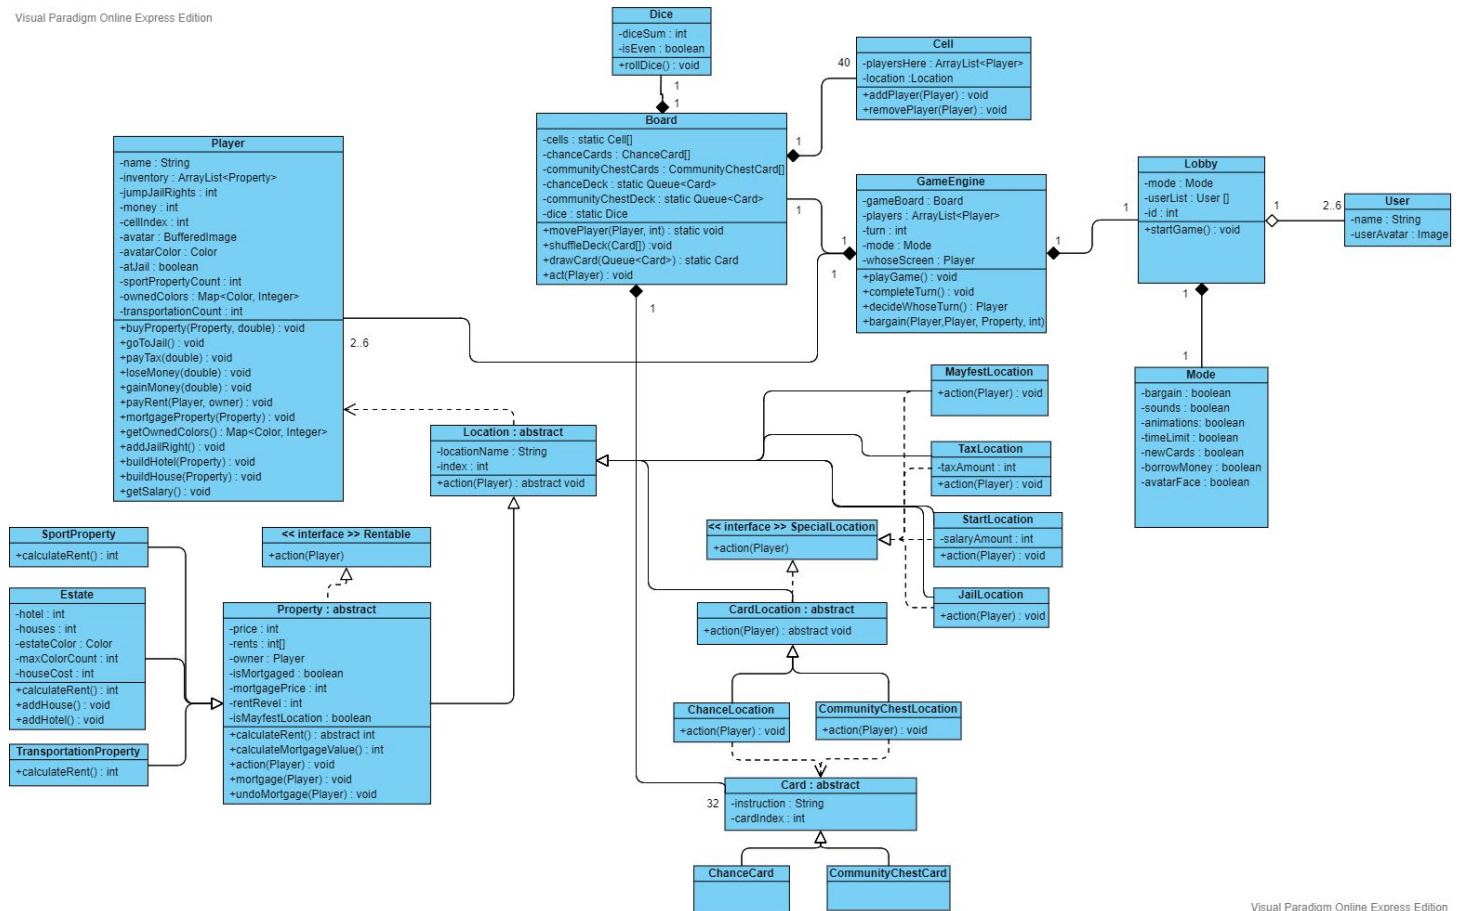 Visual Paradigm Online Express Edition
Dice
-diceSum : int
-isEven : boolean
+rollDice() : void
1
1
Cell
-playersHere : ArrayList<Player>
-location :Location
+addPlayer(Player) : void
+removePlayer(Player) : void
40
1
Board
-cells : static Cell[]
-chanceCards : ChanceCard[]
-communityChestCards : CommunityChestCard[]
-chanceDeck : static Queue<Card>
-communityChestDeck : static Queue<Card>
-dice : static Dice
+movePlayer(Player, int) : static void
+shuffleDeck(Card[]) :void
+drawCard(Queue<Card>) : static Card
+act(Player) : void
1
1
Player
-name : String
-inventory : ArrayList<Property>
-jumpJailRights : int
-money : int
-cellIndex : int
-avatar : BufferedImage
-avatarColor : Color
-atJail : boolean
-sportPropertyCount : int
-ownedColors : Map<Color, Integer>
-transportationCount : int
+buyProperty(Property, double) : void
+goToJail() : void
+payTax(double) : void
+loseMoney(double) : void
+gainMoney(double) : void
+payRent(Player, owner) : void
+mortgageProperty(Property) : void
+getOwnedColors() : Map<Color, Integer>
+addJailRight() : void
+buildHotel(Property) : void
+buildHouse(Property) : void
+getSalary() : void
2..6
GameEngine
-gameBoard : Board
-players : ArrayList<Player>
-turn : int
-mode : Mode
-whoseScreen : Player
+playGame() : void
+completeTurn() : void
+decideWhoseTurn() : Player
+bargain(Player,Player, Property, int)
1
1
1
1
Lobby
-mode : Mode
-userList : User []
-id : int
+startGame() : void
1
2..6
User
-name : String
-userAvatar : Image
1
1
Mode
-bargain : boolean
-sounds : boolean
-animations: boolean
-timeLimit : boolean
-newCards : boolean
-borrowMoney : boolean
-avatarFace : boolean
MayfestLocation
+action(Player) : void
TaxLocation
-taxAmount : int
+action(Player) : void
StartLocation
-salaryAmount : int
+action(Player) : void
JailLocation
+action(Player) : void
Location : abstract
-locationName : String
-index : int
+action(Player) : abstract void
<< interface >> SpecialLocation
+action(Player)
CardLocation : abstract
+action(Player) : abstract void
ChanceLocation
+action(Player) : void
CommunityChestLocation
+action(Player) : void
SportProperty
+calculateRent() : int
<< interface >> Rentable
+action(Player)
Estate
-hotel : int
-houses : int
-estateColor : Color
-maxColorCount : int
-houseCost : int
+calculateRent() : int
+addHouse() : void
+addHotel() : void
TransportationProperty
+calculateRent() : int
Property : abstract
-price : int
-rents : int[]
-owner : Player
-isMortgaged : boolean
-mortgagePrice : int
-rentRevel : int
-isMayfestLocation : boolean
+calculateRent() : abstract int
+calculateMortgageValue() : int
+action(Player) : void
+mortgage(Player) : void
+undoMortgage(Player) : void
32
Card : abstract
-instruction : String
-cardIndex : int
ChanceCard
CommunityChestCard
Visual Paradigm Online Express Edition